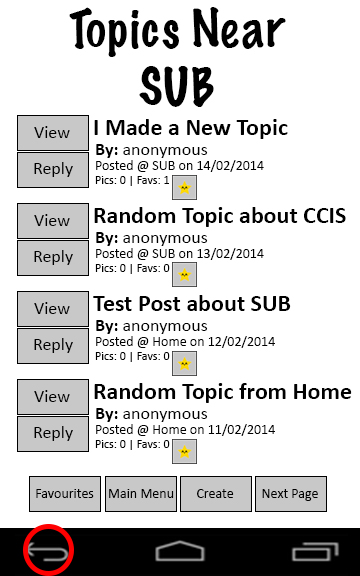 Topics Near
SUB
View
I Made a New Topic
By: anonymous
Reply
Posted @ SUB on 14/02/2014
Pics: 0 | Favs: 1
View
Random Topic about CCIS
By: anonymous
Reply
Posted @ SUB on 13/02/2014
Pics: 0 | Favs: 0
View
Test Post about SUB
By: anonymous
Reply
Posted @ Home on 12/02/2014
Pics: 0 | Favs: 0
View
Random Topic from Home
By: anonymous
Reply
Posted @ Home on 11/02/2014
Pics: 0 | Favs: 0
Favourites Main Menu Create Next Page